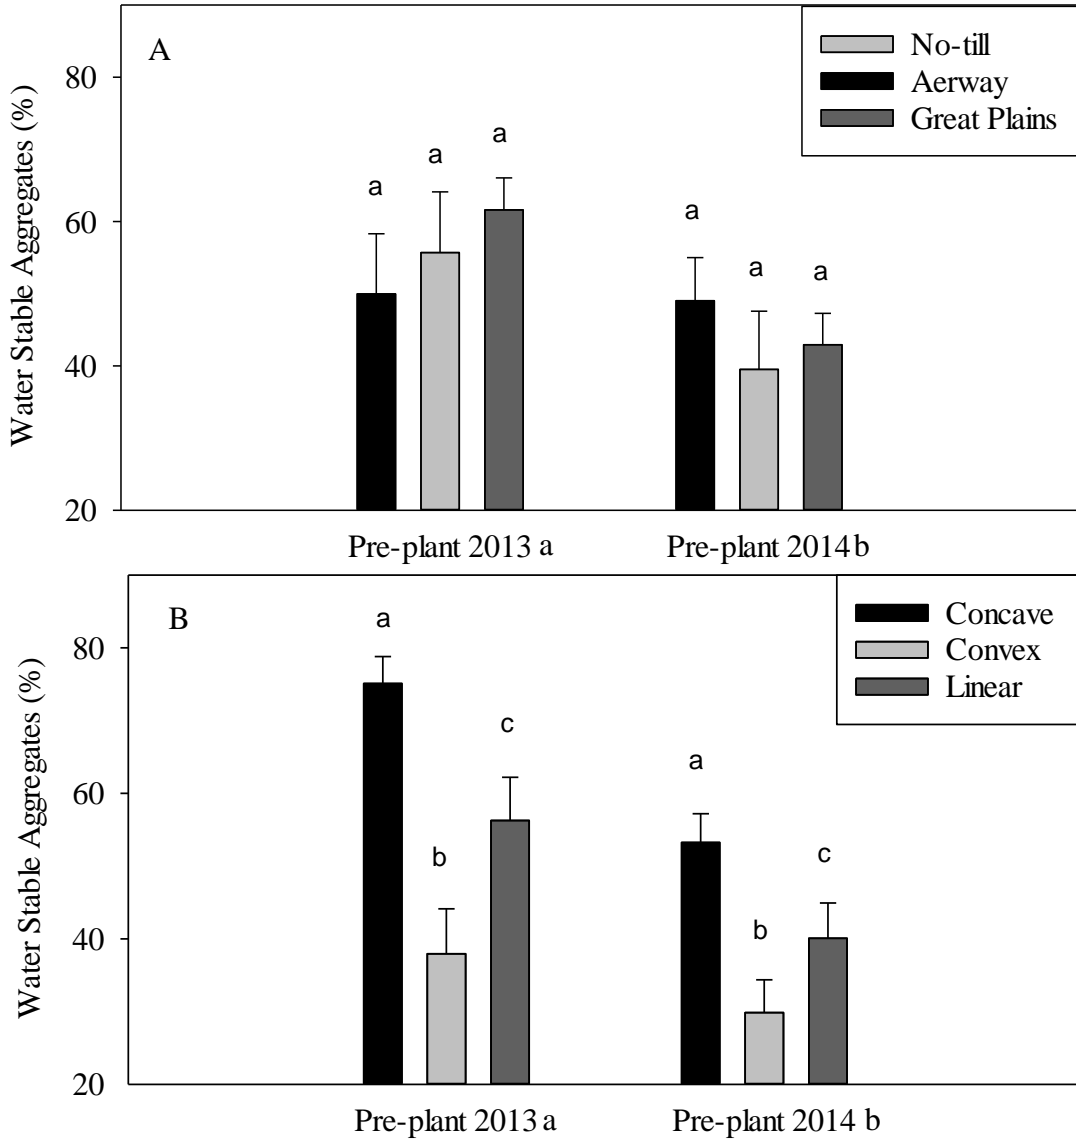 A
No-till
Aerway
Great Plains
Water Stable Aggregates (%)
80
60
40
20
a
a
a
a
a
a
Pre-plant 2013 a
Pre-plant 2014 b
B
Concave
Convex
Linear
Water Stable Aggregates (%)
80
60
40
20
a
b
c
a
b
c
Pre-plant 2013 a
Pre-plant 2014 b